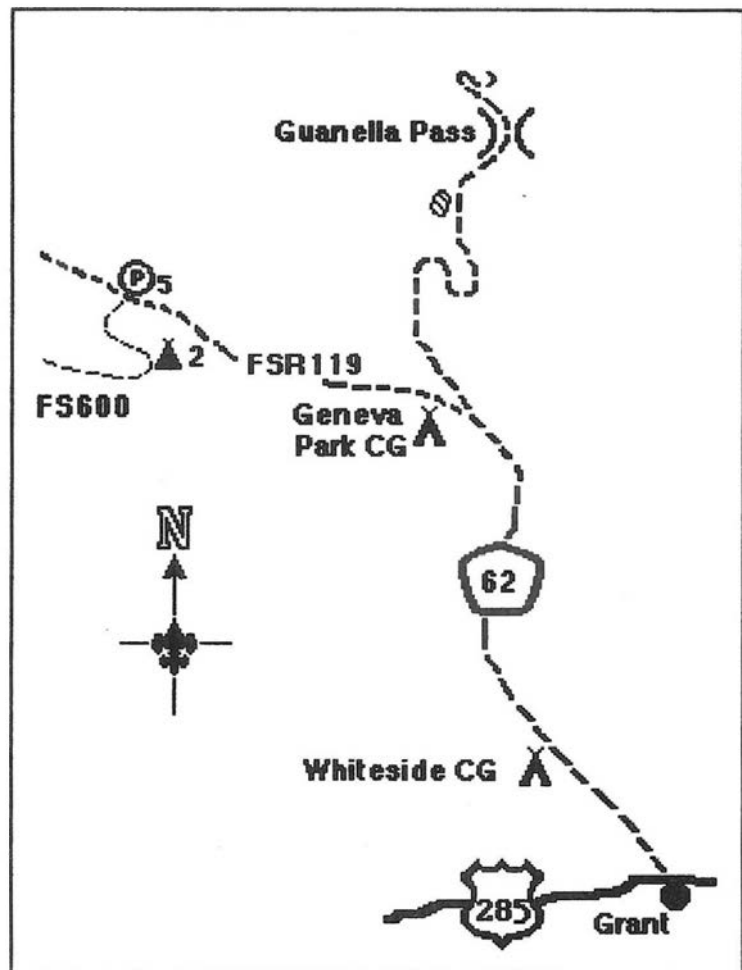 Guanella Pass
P 5
2
FSR119
FS600
Geneva
Park CG
N
62
Whiteside CG
285
Grant